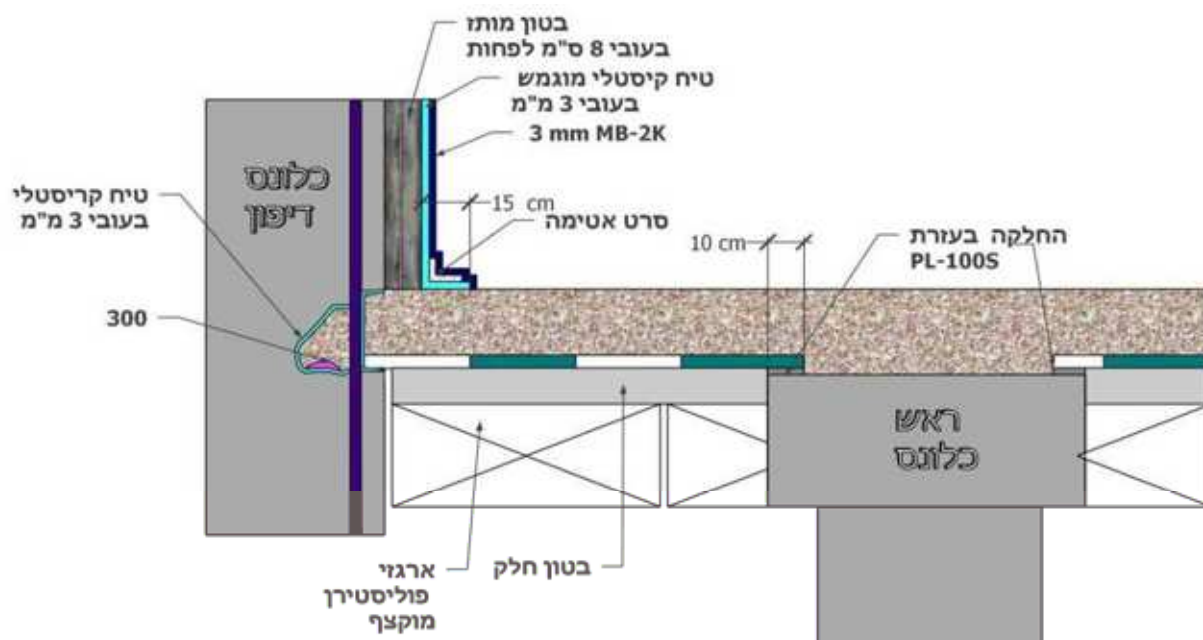 בטון מותז
בעובי 8 ס"מ לפחות
טיח קיסטלי מוגמש
בעובי 3 מ"מ
3 mm MB-2K
כלונס
דיפון
טיח קריסטלי
בעובי 3 מ"מ
15 cm
סרט אטימה
10 cm
החלקה בעזרת
PL-100S
300
ראש
כלונס
ארגזי
פוליסטירן
מוקצף
בטון חלק